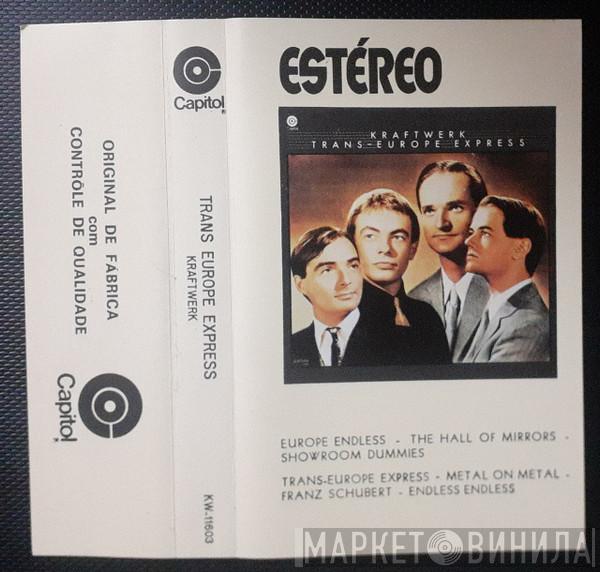 ORIGINAL DE FÁBRICA
com
CONTRÔLE DE QUALIDADE
Capitol
Capitol
TRANS EUROPE EXPRESS
KRAFTWERK
KW-11603
ESTÉREO
KRAFTWERK
TRANS-EUROPE EXPRESS
EUROPE ENDLESS - THE HALL OF MIRRORS -
SHOWROOM DUMMIES
TRANS-EUROPE EXPRESS - METAL ON METAL -
FRANZ SCHUBERT - ENDLESS ENDLESS
МАРКЕТ ВИНИЛА